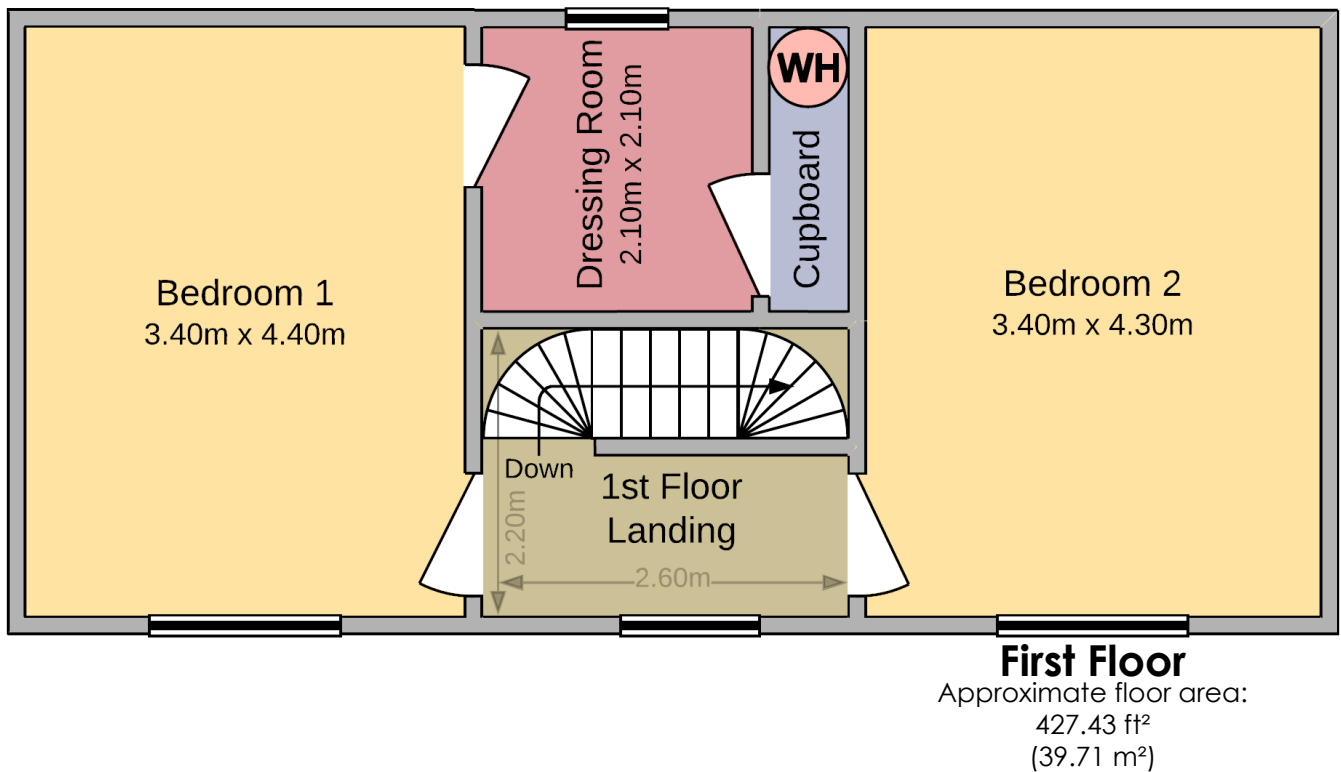 WH
Dressing Room
2.10m x 2.10m
Cupboard
Bedroom 1
3.40m x 4.40m
Bedroom 2
3.40m x 4.30m
Down
1st Floor
Landing
2.20m
2.60m
First Floor
Approximate floor area:
427.43 ft²
(39.71 m²)